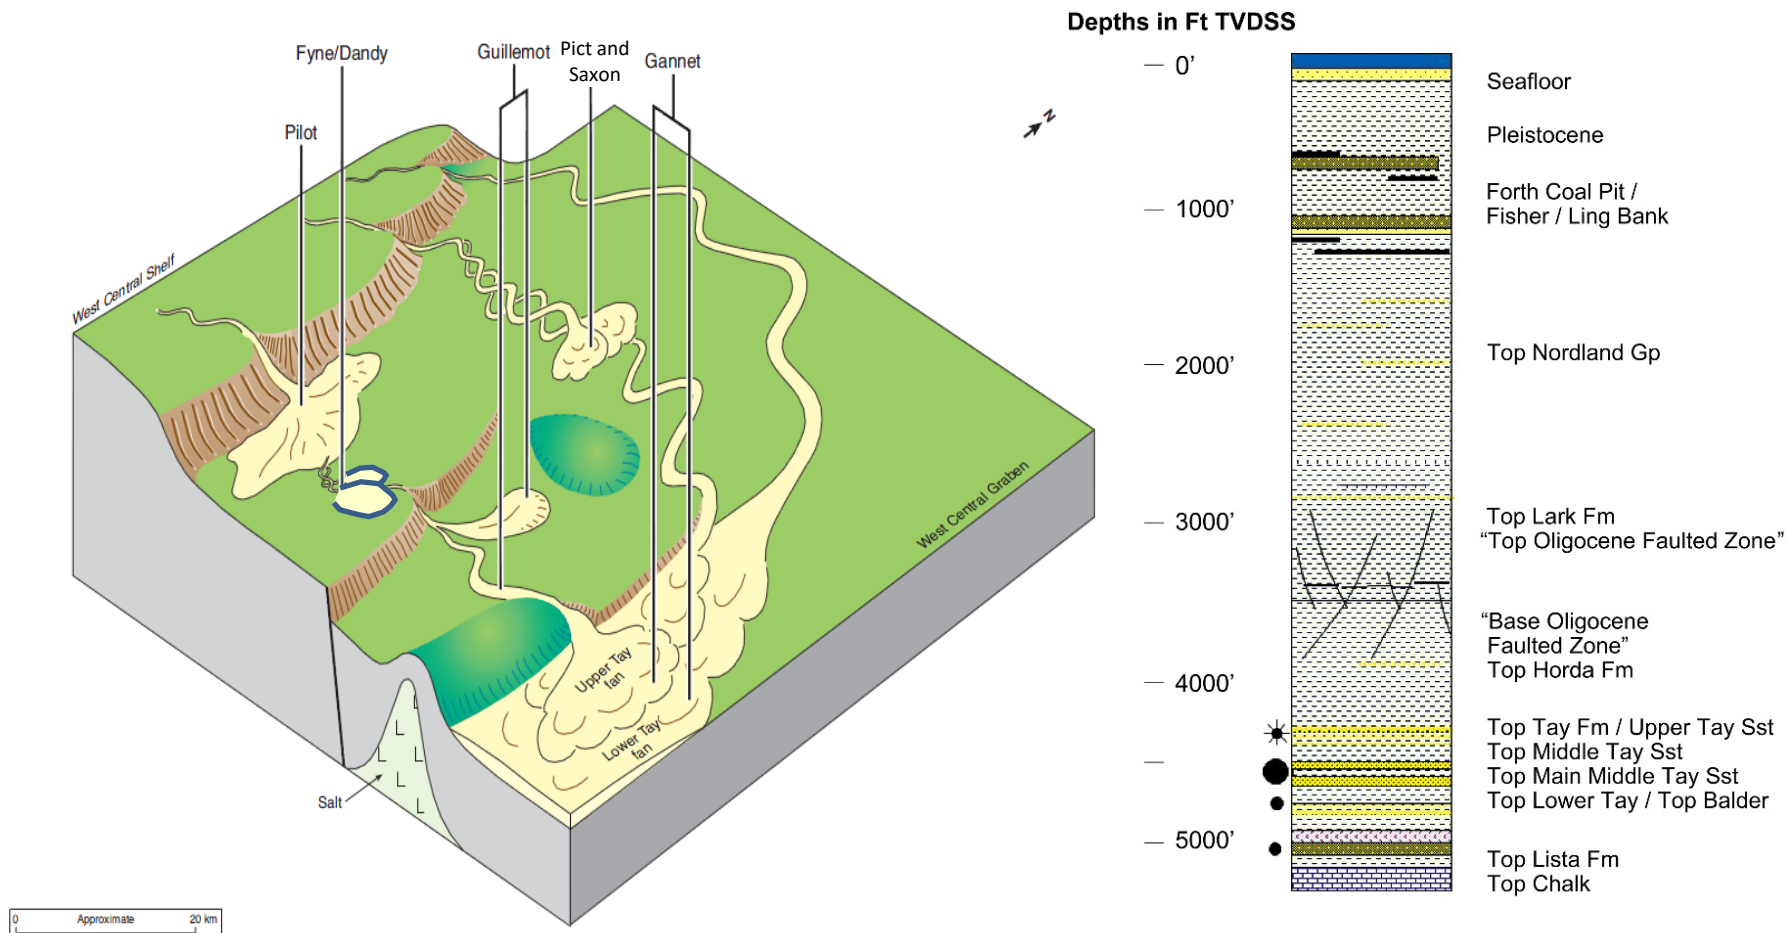 Depths in Ft TVDSS
Fyne/Dandy
Guillemot
Pict and
Saxon
Gannet
Pilot
N
West Central Shelf
West Central Graben
Upper Tay
fan
Lower Tay
fan
Salt
L
L
L
L
L
L
0
Approximate
20 km
0’
1000’
2000’
3000’
4000’
5000’
Seafloor
Pleistocene
Forth Coal Pit /
Fisher / Ling Bank
Top Nordland Gp
Top Lark Fm
“Top Oligocene Faulted Zone”
“Base Oligocene
Faulted Zone”
Top Horda Fm
Top Tay Fm / Upper Tay Sst
Top Middle Tay Sst
Top Main Middle Tay Sst
Top Lower Tay / Top Balder
Top Lista Fm
Top Chalk